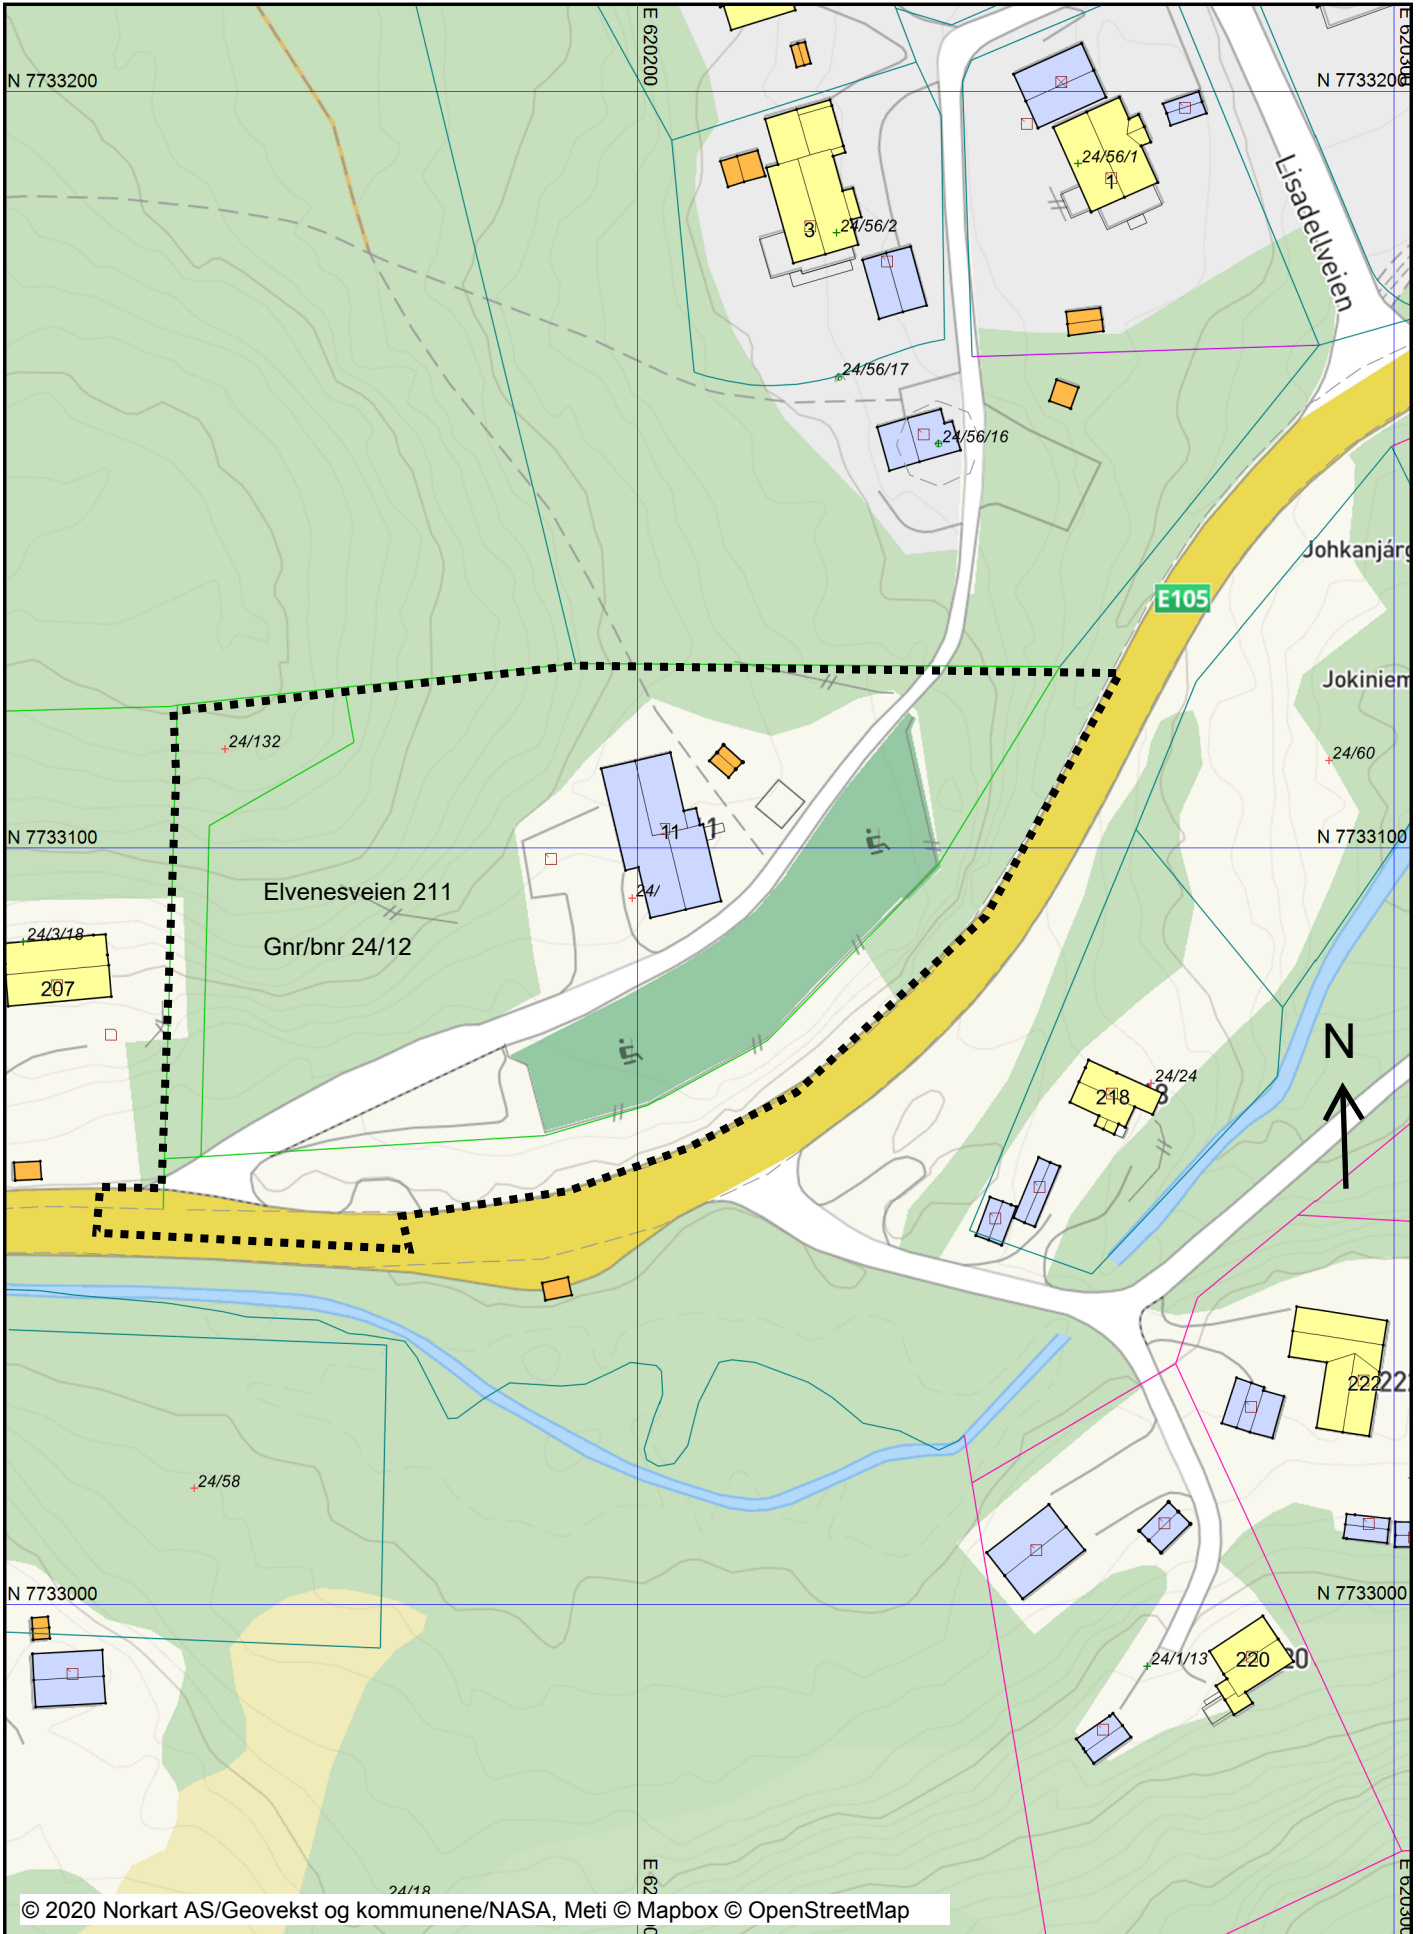 E 620200
N 7733200
N 7733200
24/56/1
1
Lisadellveien
24/56/2
3
24/56/17
24/56/16
E105
24/132
24/60
11
1
N 7733100
N 7733100
Elvenesveien 211
24/
24/3/18
Gnr/bnr 24/12
207
N
24/24
218
222
24/58
N 7733000
N 7733000
24/1/13
220
24/18
© 2020 Norkart AS/Geovekst og kommunene/NASA, Meti © Mapbox © OpenStreetMap